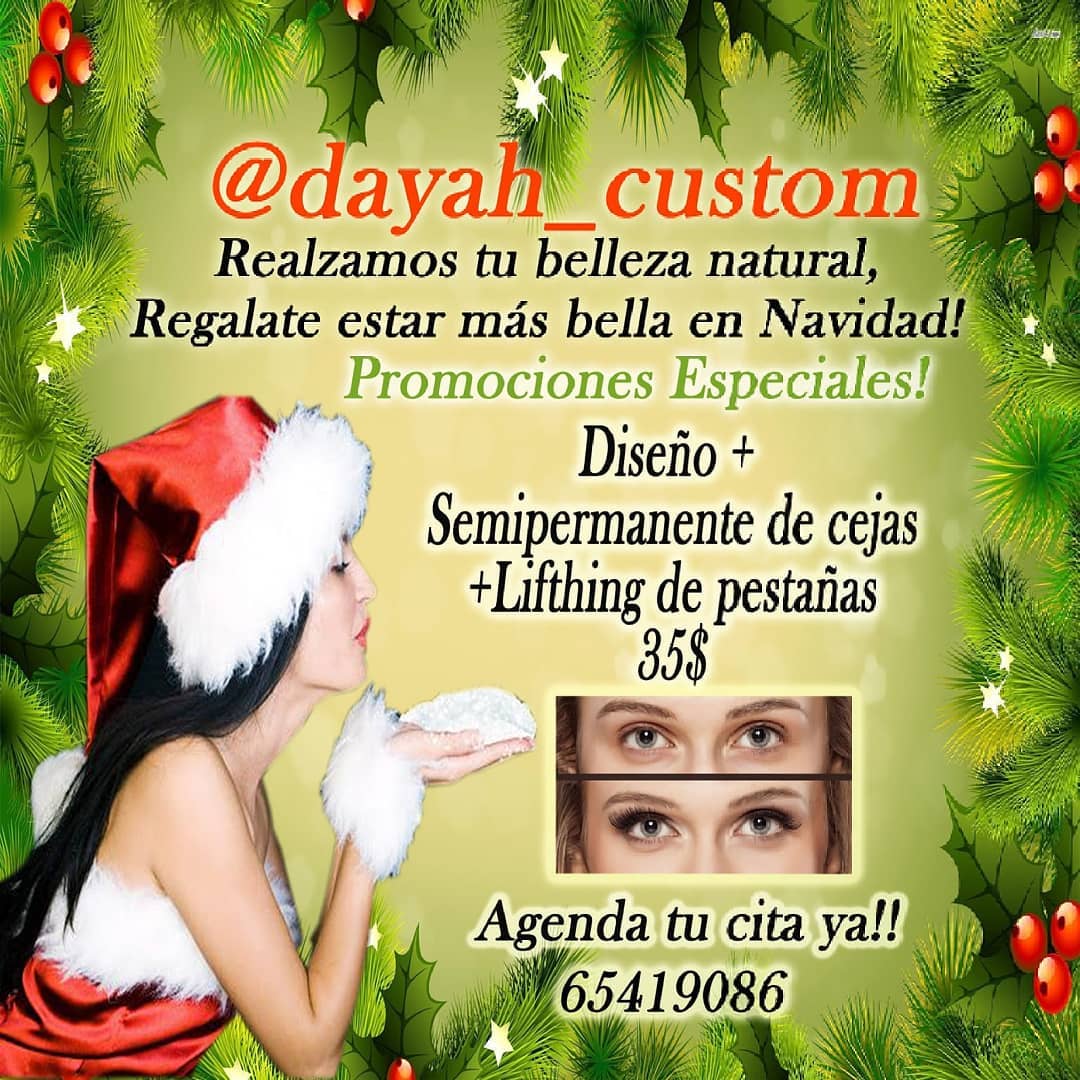 @dayah_custom
Realzamos tu belleza natural,
Regalate estar más bella en Navidad!
Promociones Especiales!
Diseño +
Semipermanente de cejas
+Lifthing de pestañas
35$
Agenda tu cita ya!!
65419086